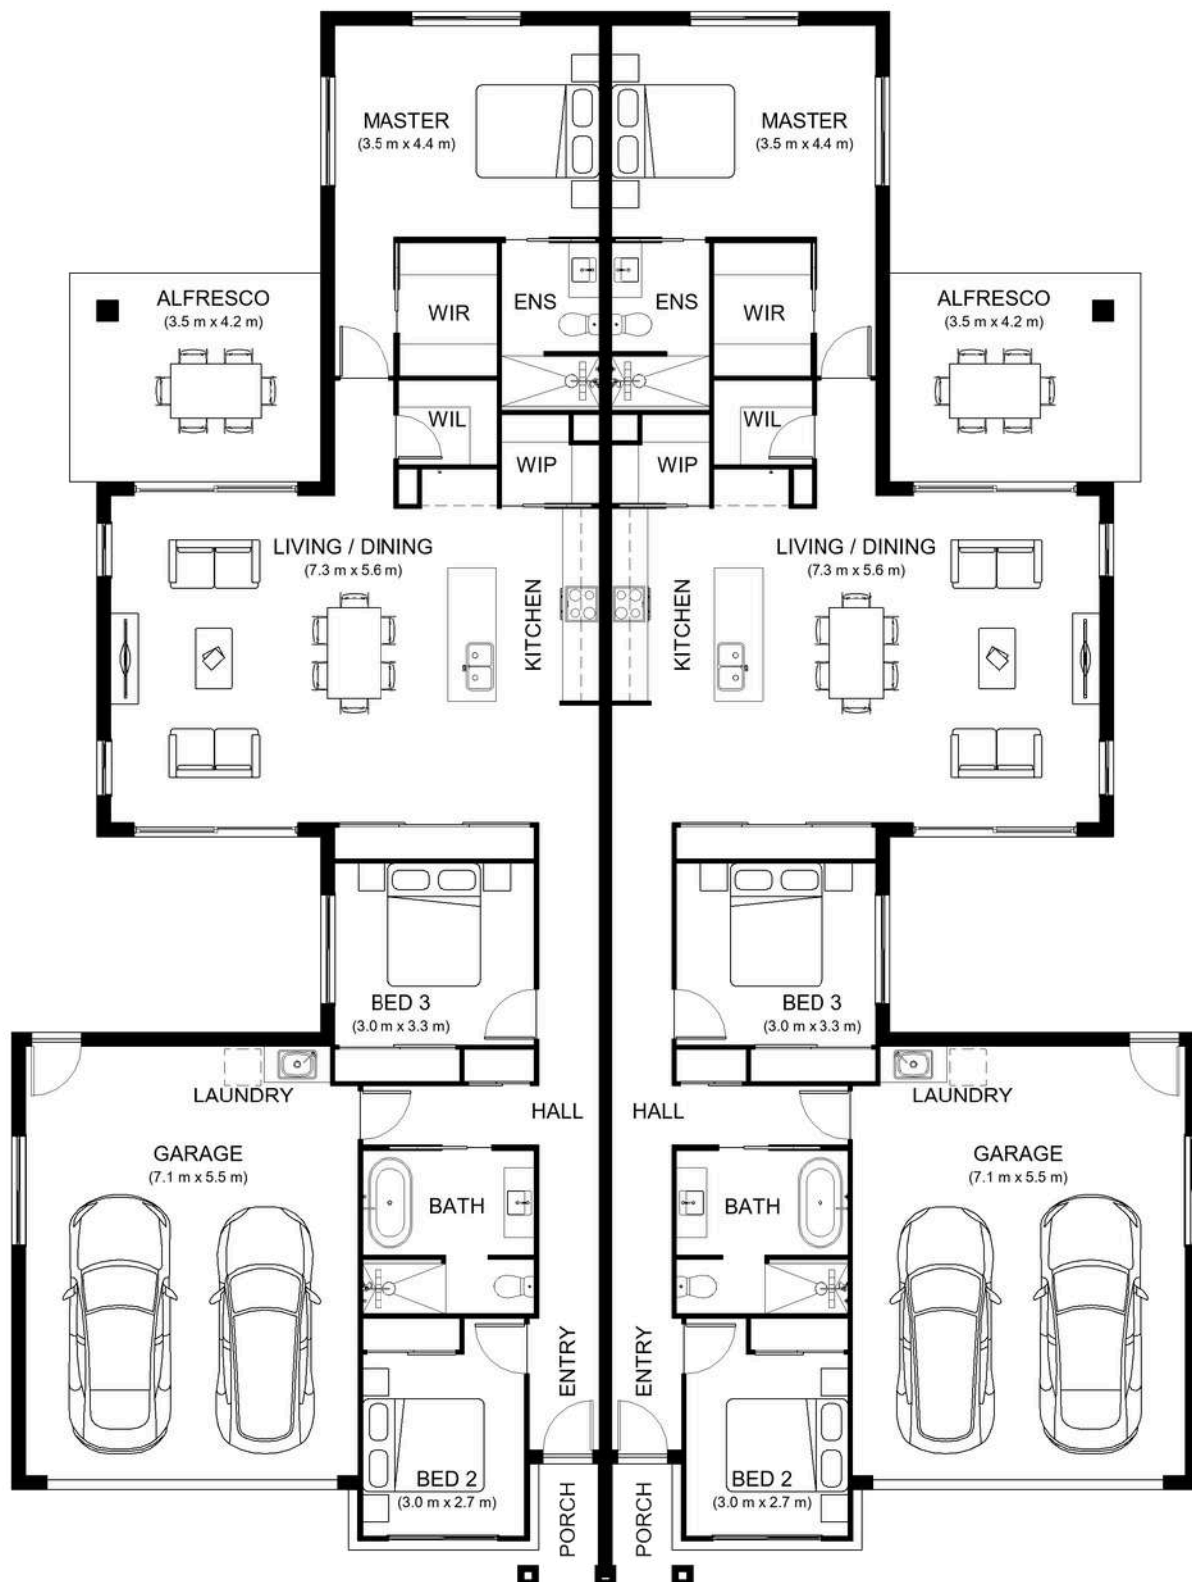 MASTER
(3.5 m x 4.4 m)
MASTER
(3.5 m x 4.4 m)
ALFRESCO
(3.5 m x 4.2 m)
WIR
ENS
ENS
WIR
ALFRESCO
(3.5 m x 4.2 m)
WIL
WIP
WIP
WIL
LIVING / DINING
(7.3 m x 5.6 m)
KITCHEN
KITCHEN
LIVING / DINING
(7.3 m x 5.6 m)
BED 3
(3.0 m x 3.3 m)
BED 3
(3.0 m x 3.3 m)
LAUNDRY
HALL
HALL
LAUNDRY
GARAGE
(7.1 m x 5.5 m)
BATH
BATH
GARAGE
(7.1 m x 5.5 m)
ENTRY
ENTRY
BED 2
(3.0 m x 2.7 m)
PORCH
PORCH
BED 2
(3.0 m x 2.7 m)